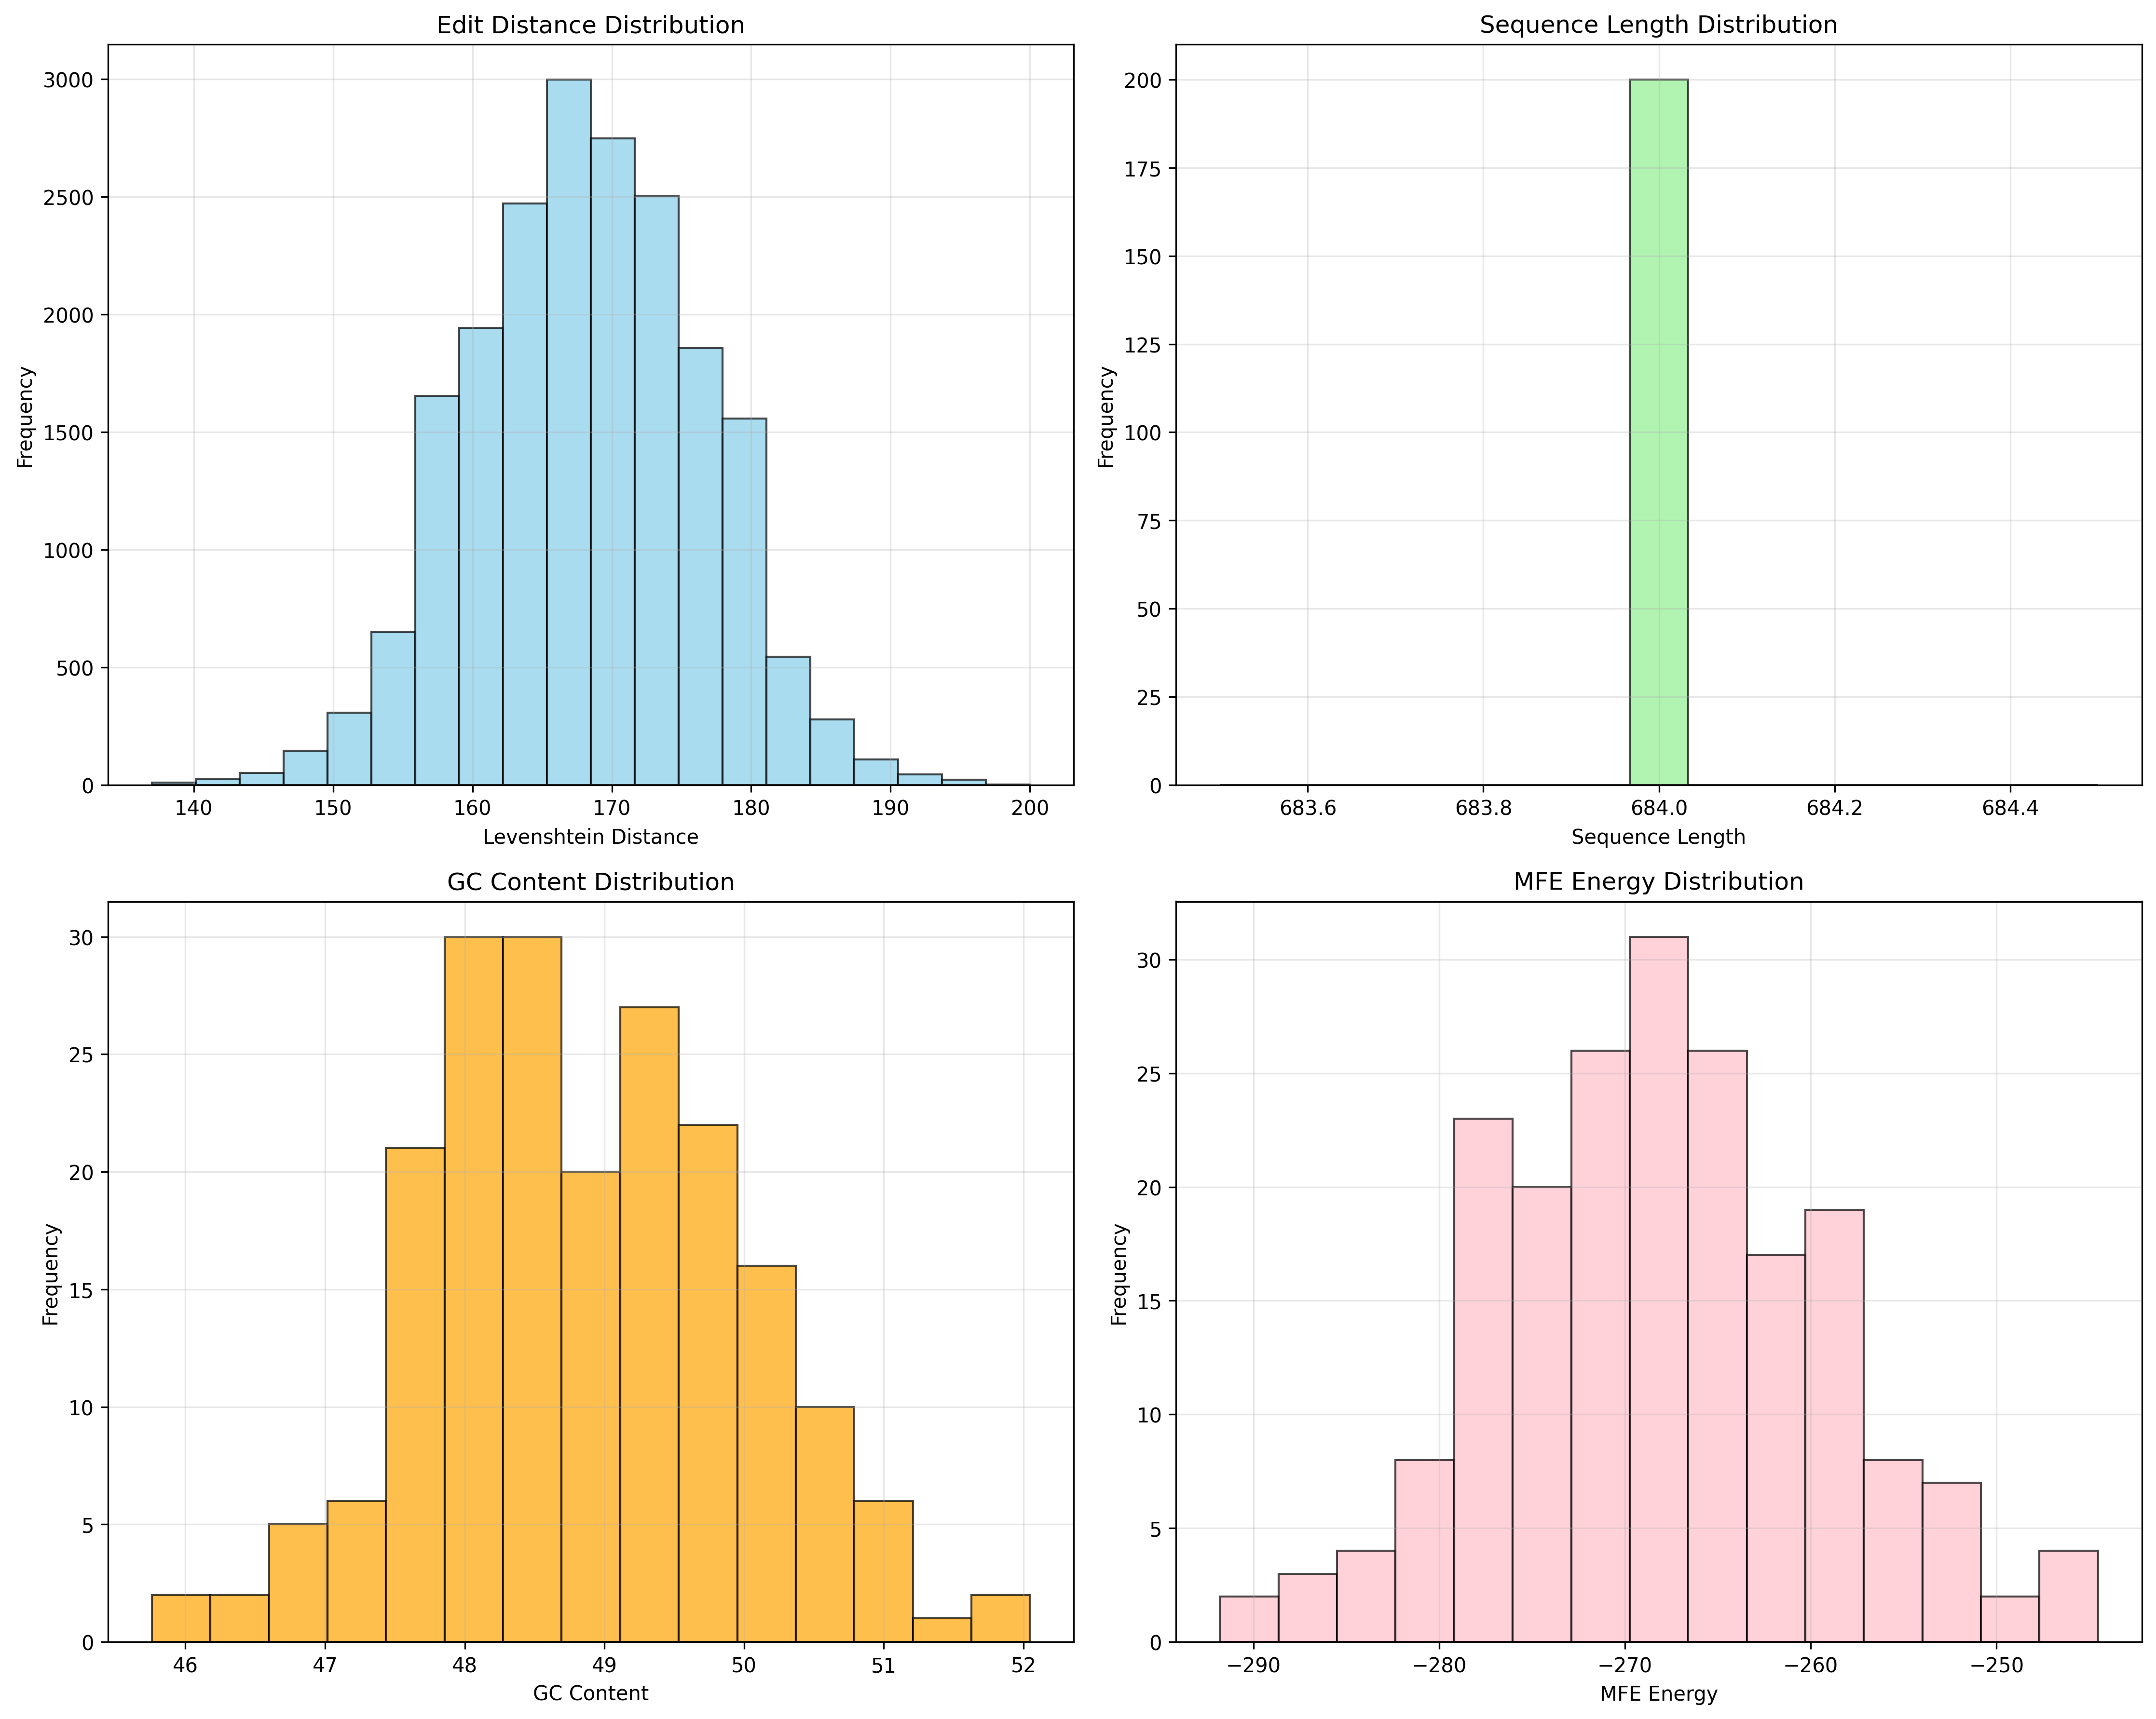 Edit Distance Distribution
Frequency
3000
2500
2000
1500
1000
500
0
140 150 160 170 180 190 200
Levenshtein Distance
Sequence Length Distribution
Frequency
200
175
150
125
100
75
50
25
0
683.6 683.8 684.0 684.2 684.4
Sequence Length
GC Content Distribution
Frequency
30
25
20
15
10
5
0
46 47 48 49 50 51 52
GC Content
MFE Energy Distribution
Frequency
30
25
20
15
10
5
0
−290 −280 −270 −260 −250
MFE Energy